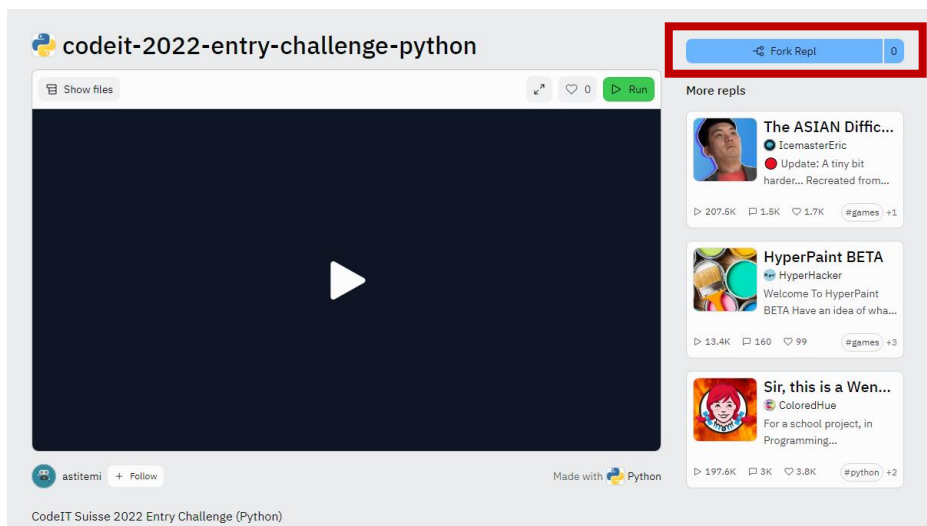 codeit-2022-entry-challenge-python
Show files
0
Run
Fork Repl
0
More repls
The ASIAN Diffic...
IcemasterEric
Update: A tiny bit
harder... Recreated from...
207.5K 1.5K 1.7K #games +1
HyperPaint BETA
HyperHacker
Welcome To HyperPaint
BETA Have an idea of wha...
13.4K 160 99 #games +3
Sir, this is a Wen...
ColoredHue
For a school project, in
Programming...
197.6K 3K 3.8K #python +2
astitemi + Follow
Made with Python
CodeIT Suisse 2022 Entry Challenge (Python)